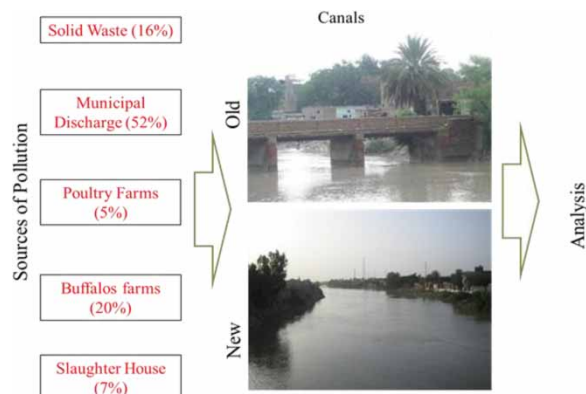 Canals
Sources of Pollution
Solid Waste (16%)
Municipal
Discharge (52%)
Poultry Farms
(5%)
Buffalos farms
(20%)
Slaughter House
(7%)
Old
New
Analysis